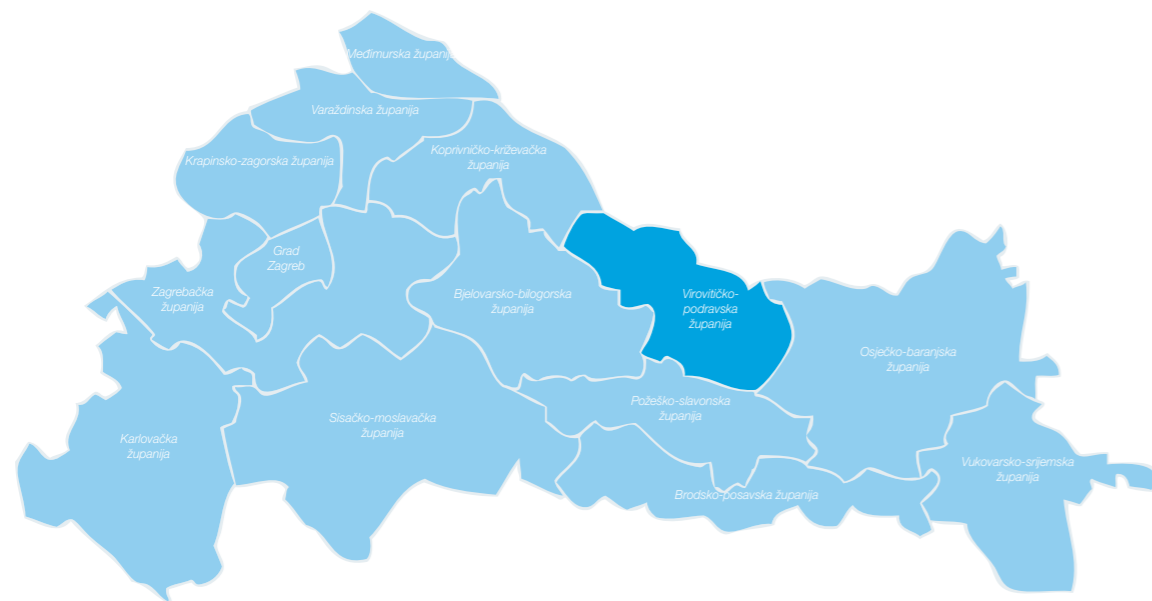 Međimurska županija
Varaždinska županija
Koprivničko-križevačka
županija
Krapinsko-zagorska županija
Grad
Zagreb
Zagrebačka
županija
Bjelovarsko-bilogorska
županija
Virovitičko-
podravska
županija
Osječko-baranjska
županija
Požeško-slavonska
županija
Sisačko-moslavačka
županija
Karlovačka
županija
Vukovarsko-srijemska
županija
Brodsko-posavska županija